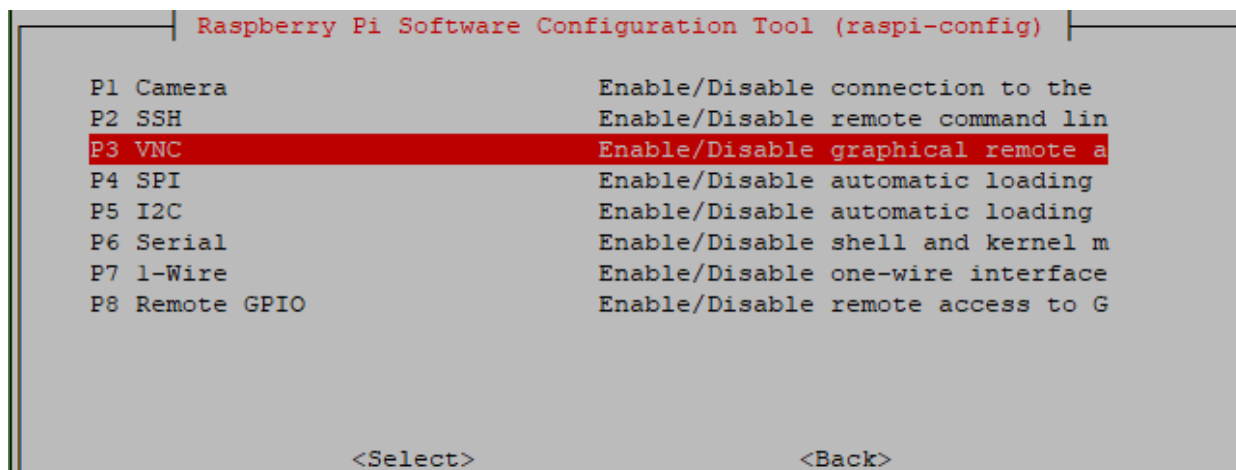 Raspberry Pi Software Configuration Tool (raspi-config)
P1 Camera Enable/Disable connection to the
P2 SSH Enable/Disable remote command lin
P3 VNC Enable/Disable graphical remote a
P4 SPI Enable/Disable automatic loading
P5 I2C Enable/Disable automatic loading
P6 Serial Enable/Disable shell and kernel m
P7 1-Wire Enable/Disable one-wire interface
P8 Remote GPIO Enable/Disable remote access to G
<Select> <Back>